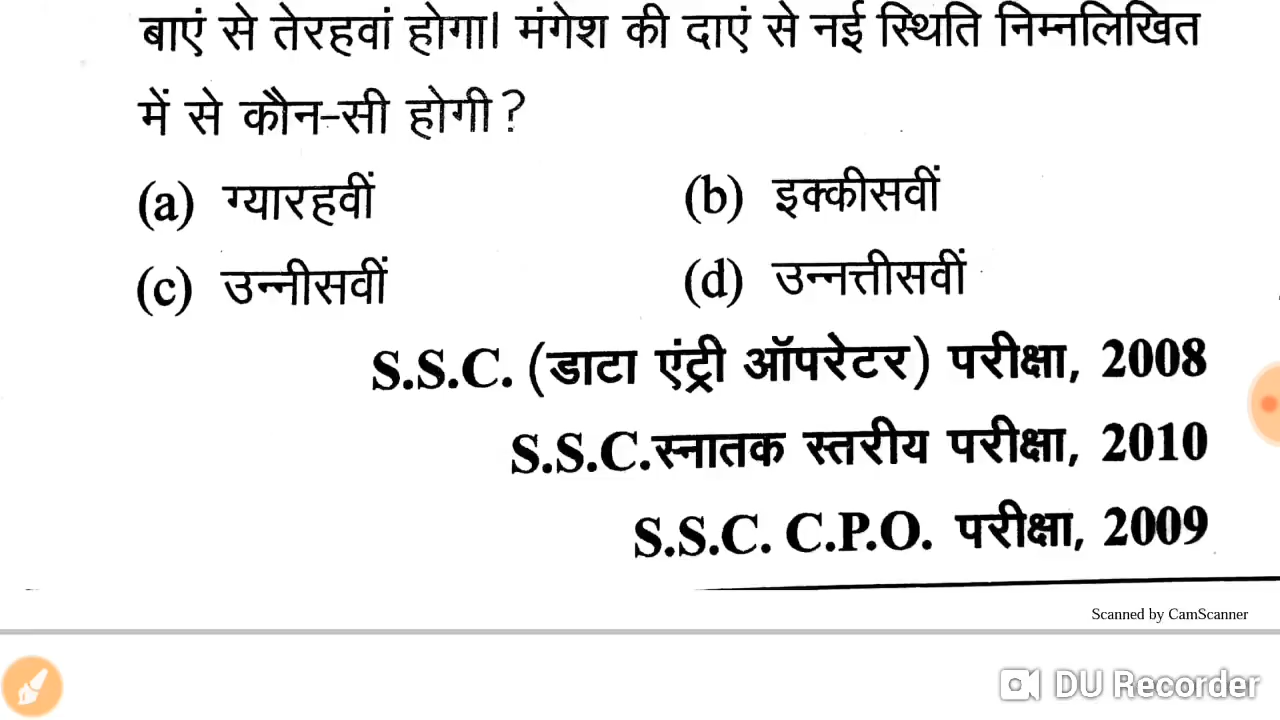 बाएं से तेरहवां होगा। मंगेश की दाएं से नई स्थिति निम्नलिखित
में से कौन-सी होगी?
(a) ग्यारहवीं (b) इक्कीसवीं
(c) उन्नीसवीं (d) उन्नत्तीसवीं
S.S.C. (डाटा एंट्री ऑपरेटर) परीक्षा, 2008
S.S.C.स्नातक स्तरीय परीक्षा, 2010
S.S.C. C.P.O. परीक्षा, 2009
Scanned by CamScanner
DU Recorder